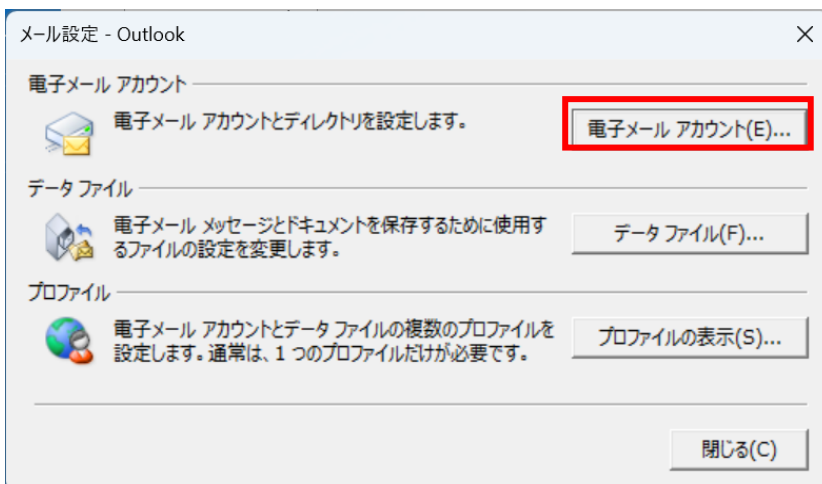 メール設定 - Outlook
電子メール アカウント
電子メール アカウントとディレクトリを設定します。
電子メール アカウント(E)...
データ ファイル
電子メール メッセージとドキュメントを保存するために使用す
るファイルの設定を変更します。
データ ファイル(F)...
プロファイル
電子メール アカウントとデータ ファイルの複数のプロファイルを
設定します。通常は、1 つのプロファイルだけが必要です。
プロファイルの表示(S)...
閉じる(C)